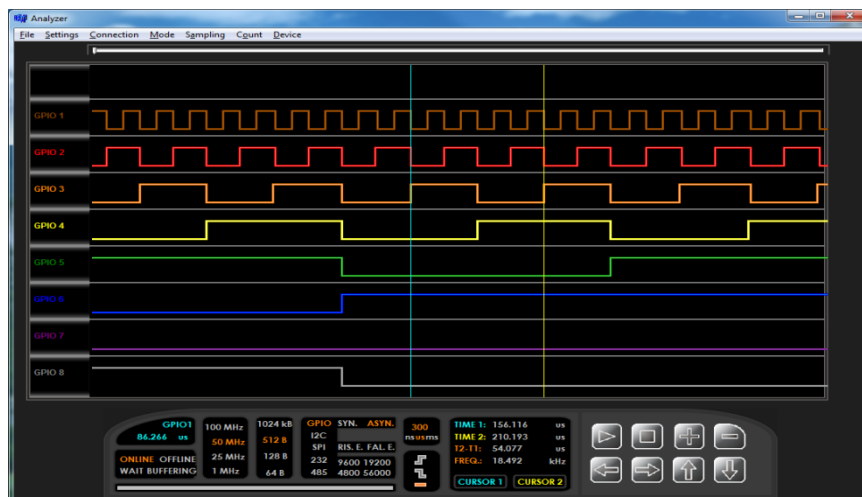 Analyzer
File Settings Connection Mode Sampling Count Device
GPIO 1
GPIO 2
GPIO 3
GPIO 4
GPIO 5
GPIO 6
GPIO 7
GPIO 8
GPIO1
86.266 us
ONLINE OFFLINE
WAIT BUFFERING
100 MHz
50 MHz
25 MHz
1 MHz
1024 kB
512 B
128 B
64 B
GPIO SYN. ASYN.
I2C
SPI RIS. E. FAL. E.
232 9600 19200
485 4800 56000
300
ns us ms
TIME 1: 156.116 us
TIME 2: 210.193 us
T2-T1: 54.077 us
FREQ.: 18.492 kHz
CURSOR 1 CURSOR 2